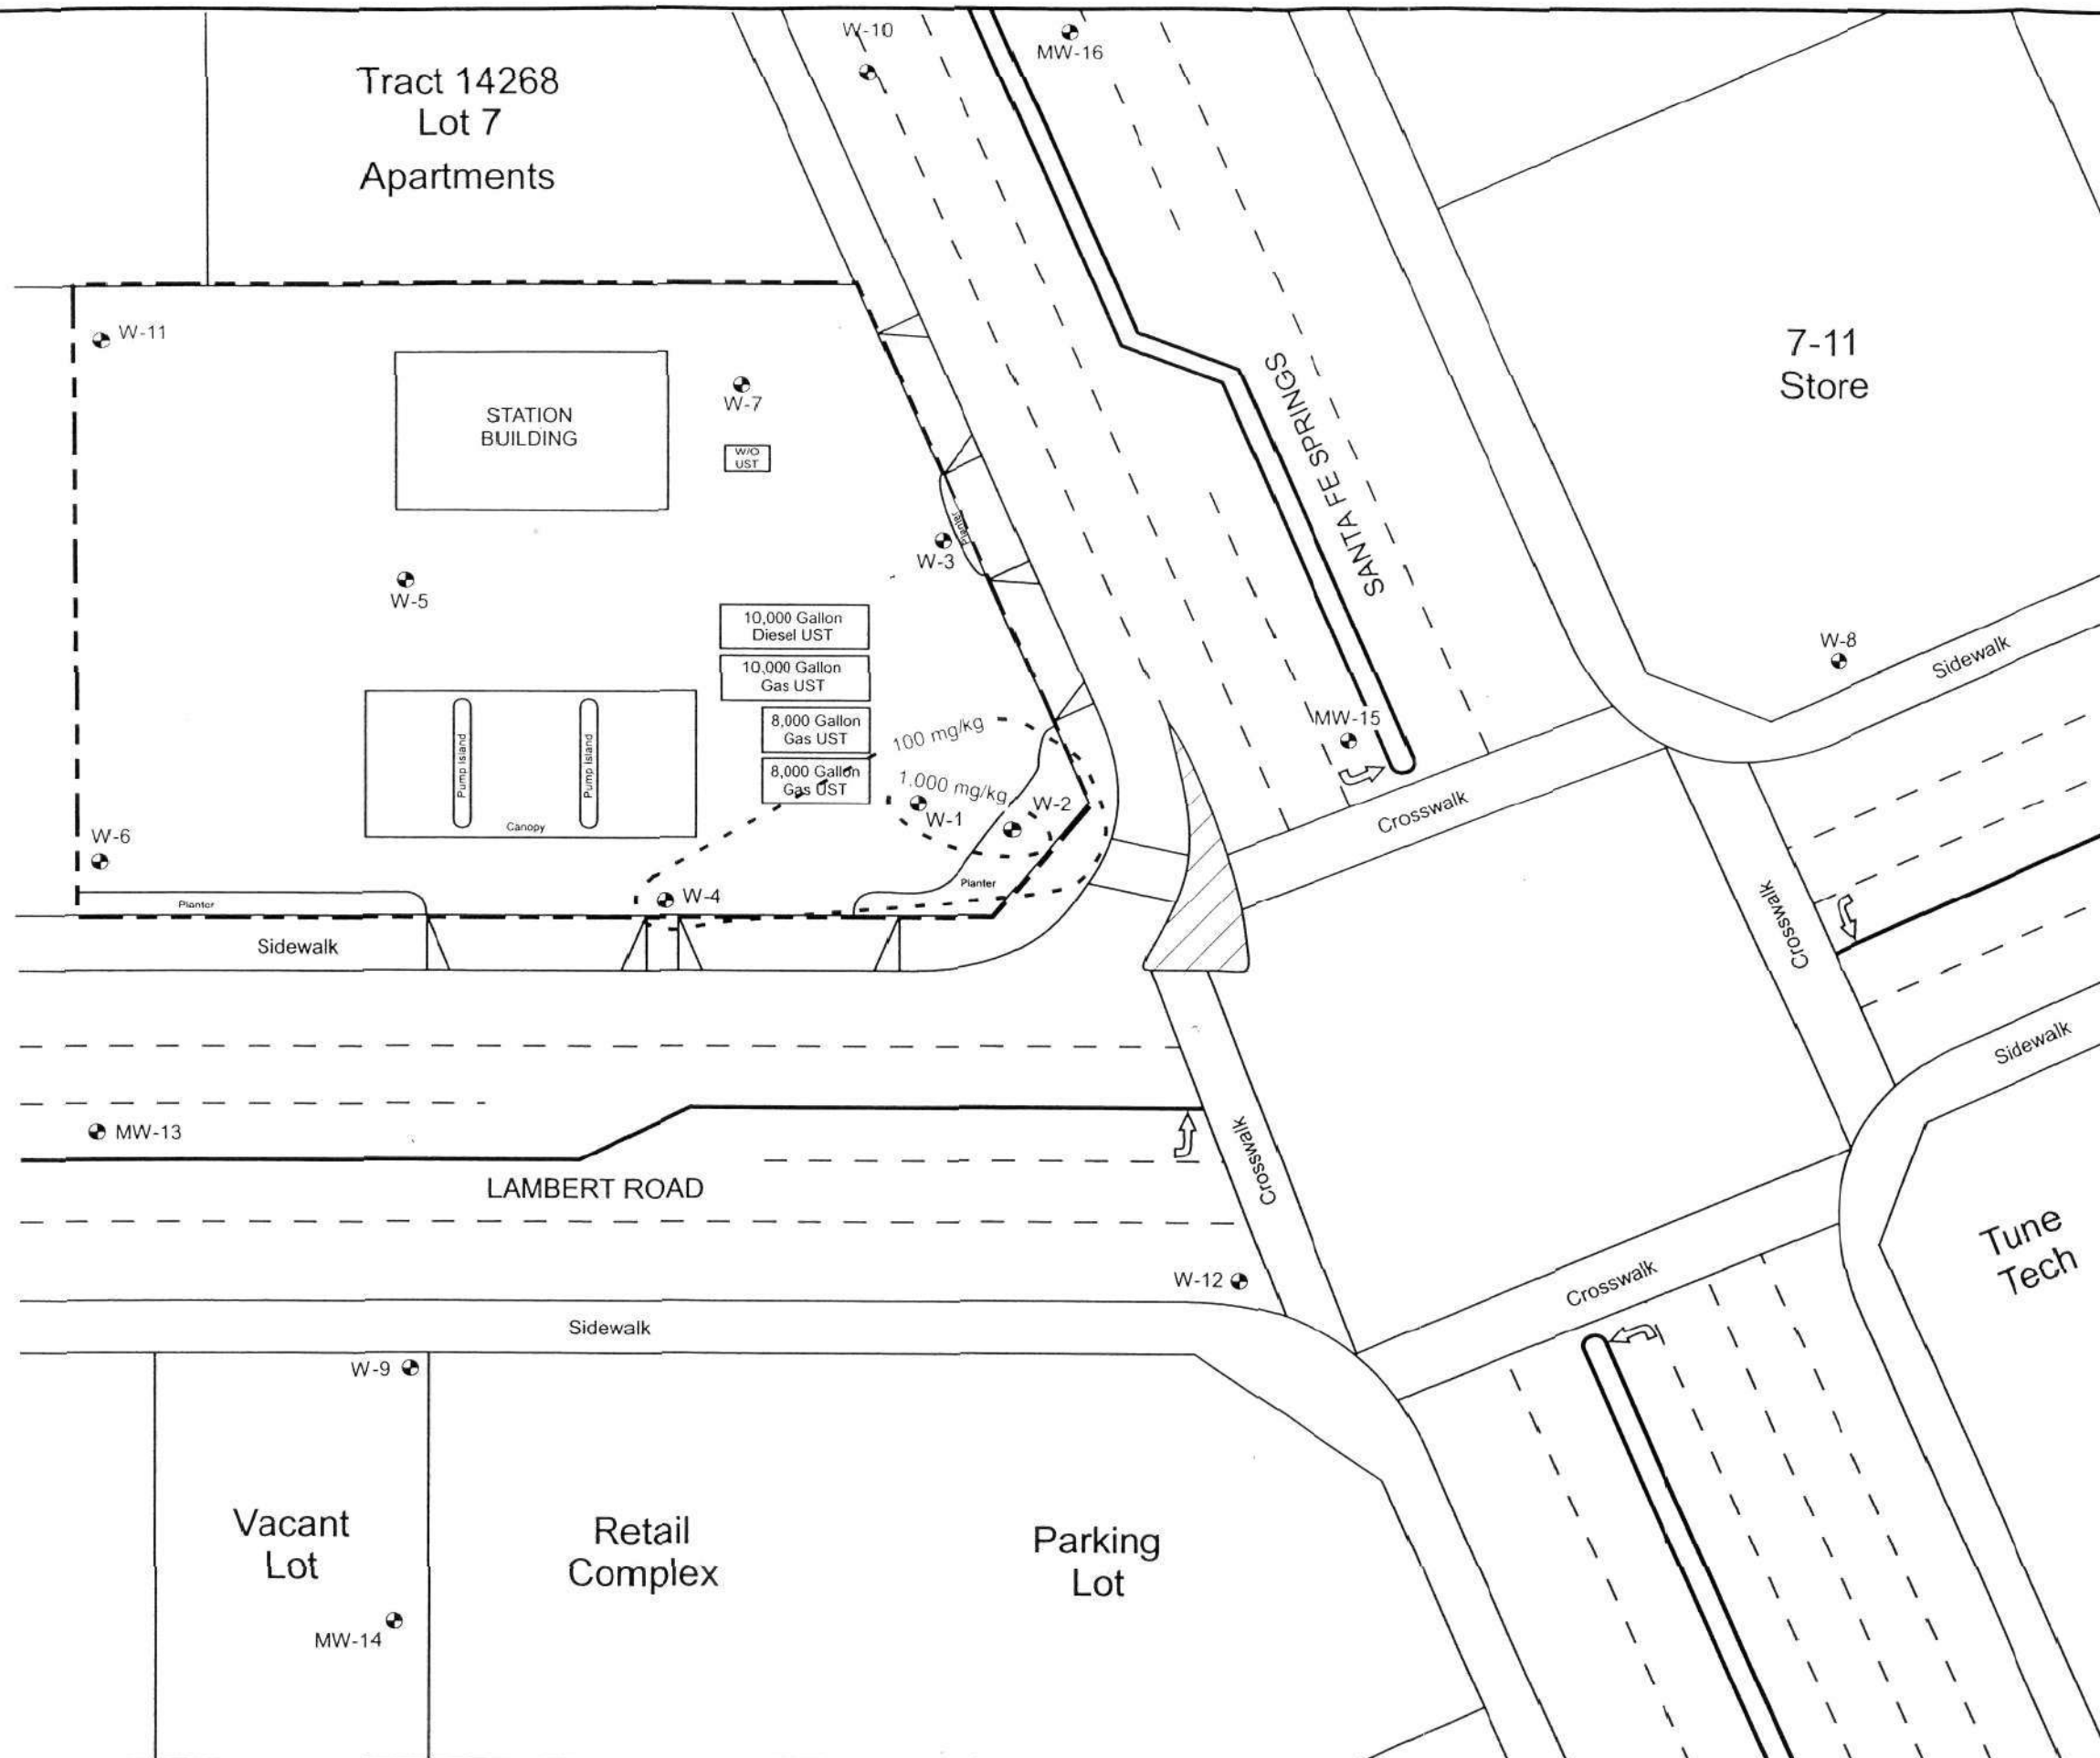 W-10
MW-16
Tract 14268
Lot 7
Apartments
W-11
7-11
Store
STATION
BUILDING
W-7
W/O
UST
SANTA FE SPRINGS
Planter
W-3
W-5
10,000 Gallon
Diesel UST
10,000 Gallon
Gas UST
8,000 Gallon
Gas UST
8,000 Gallon
Gas UST
100 mg/kg
1,000 mg/kg
W-1
W-2
Pump Island
Pump Island
Canopy
W-6
W-4
Planter
Planter
Sidewalk
MW-15
Crosswalk
W-8
Sidewalk
Crosswalk
Sidewalk
MW-13
LAMBERT ROAD
Crosswalk
W-12
Crosswalk
Tune
Tech
Sidewalk
W-9
Vacant
Lot
Retail
Complex
Parking
Lot
MW-14